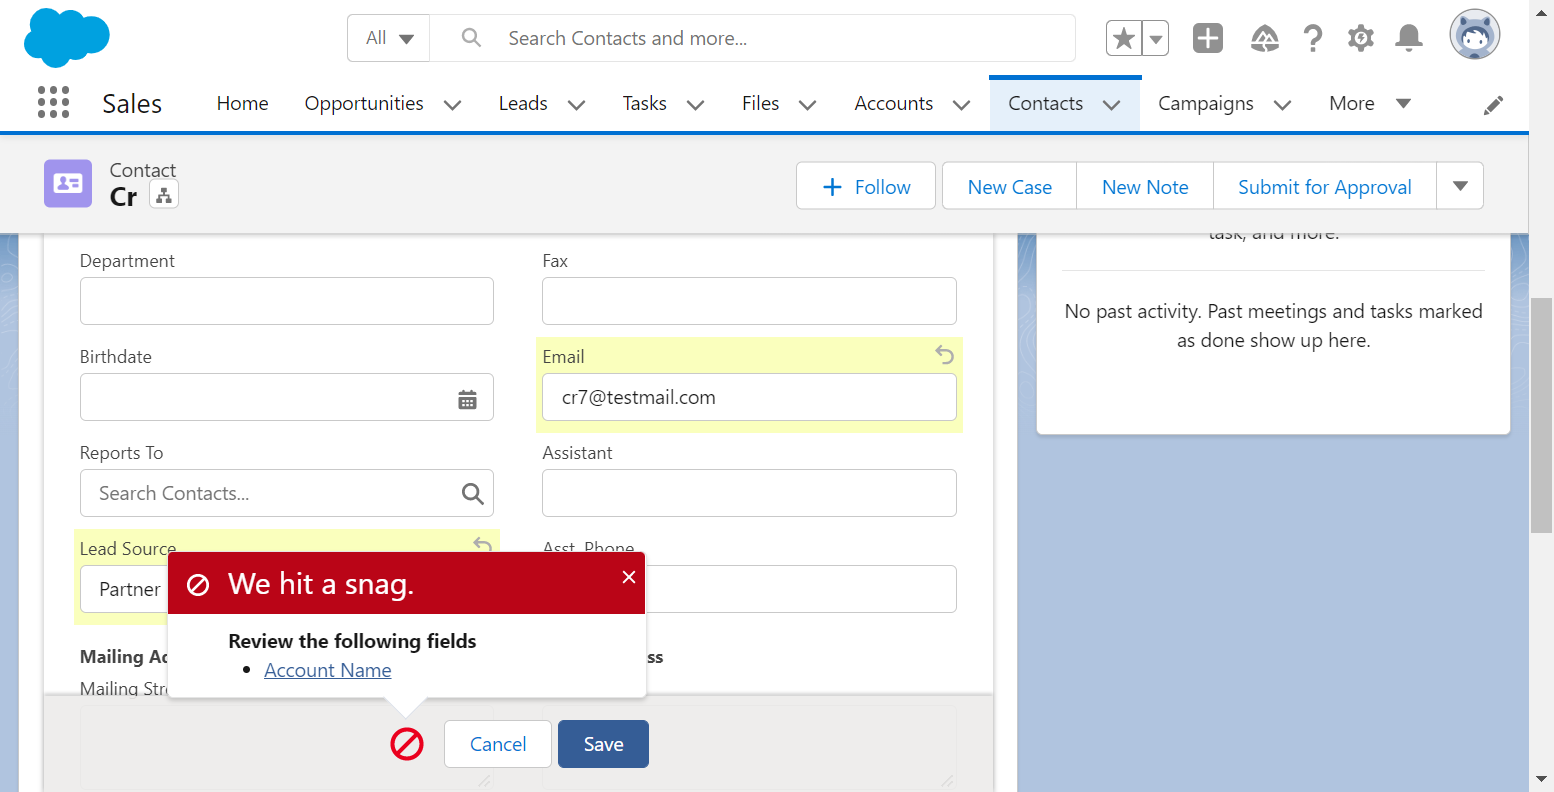 All
Search Contacts and more...
Sales
Home
Opportunities
Leads
Tasks
Files
Accounts
Contacts
Campaigns
More
Contact
Cr
Follow
New Case
New Note
Submit for Approval
task, and more.
No past activity. Past meetings and tasks marked
as done show up here.
Department
Fax
Birthdate
Email
cr7@testmail.com
Reports To
Search Contacts...
Assistant
Lead Source
Partner
Asst. Phone
We hit a snag.
Review the following fields
• Account Name
Mailing Ad
ss
Mailing Str
Cancel
Save